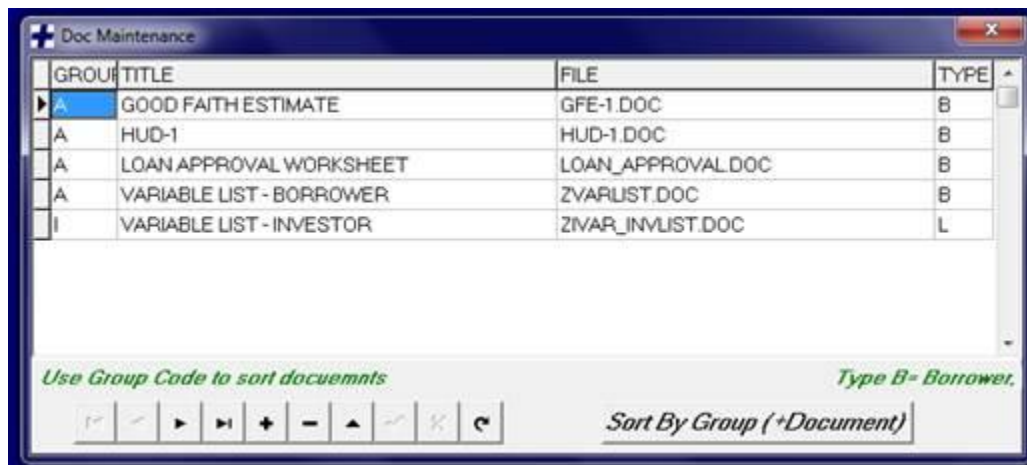 Doc Maintenance
GROUP TITLE FILE TYPE
A GOOD FAITH ESTIMATE GFE-1.DOC B
A HUD-1 HUD-1.DOC B
A LOAN APPROVAL WORKSHEET LOAN_APPROVAL.DOC B
A VARIABLE LIST - BORROWER ZVARLIST.DOC B
I VARIABLE LIST - INVESTOR ZIVAR_INVLIST.DOC L
Use Group Code to sort docuemnts Type B= Borrower,
Sort By Group (+Document)